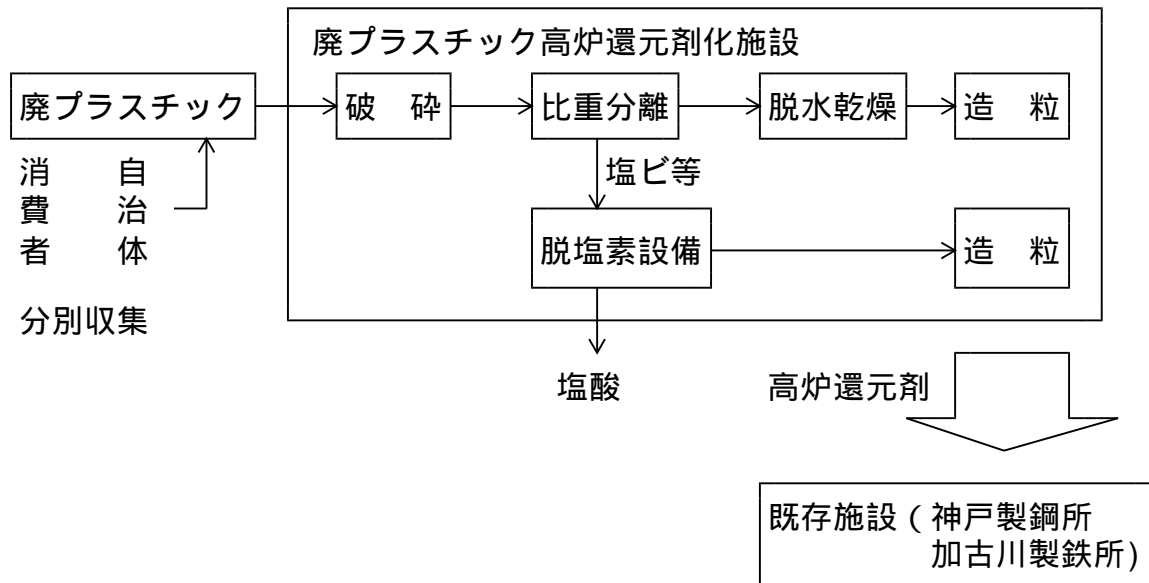 廃プラスチック高炉還元剤化施設
廃プラスチック
破　砕
比重分離
脱水乾燥
造　粒
消費者
自治体
塩ビ等
脱塩素設備
造　粒
分別収集
塩酸
高炉還元剤
既存施設（神戸製鋼所
加古川製鉄所)